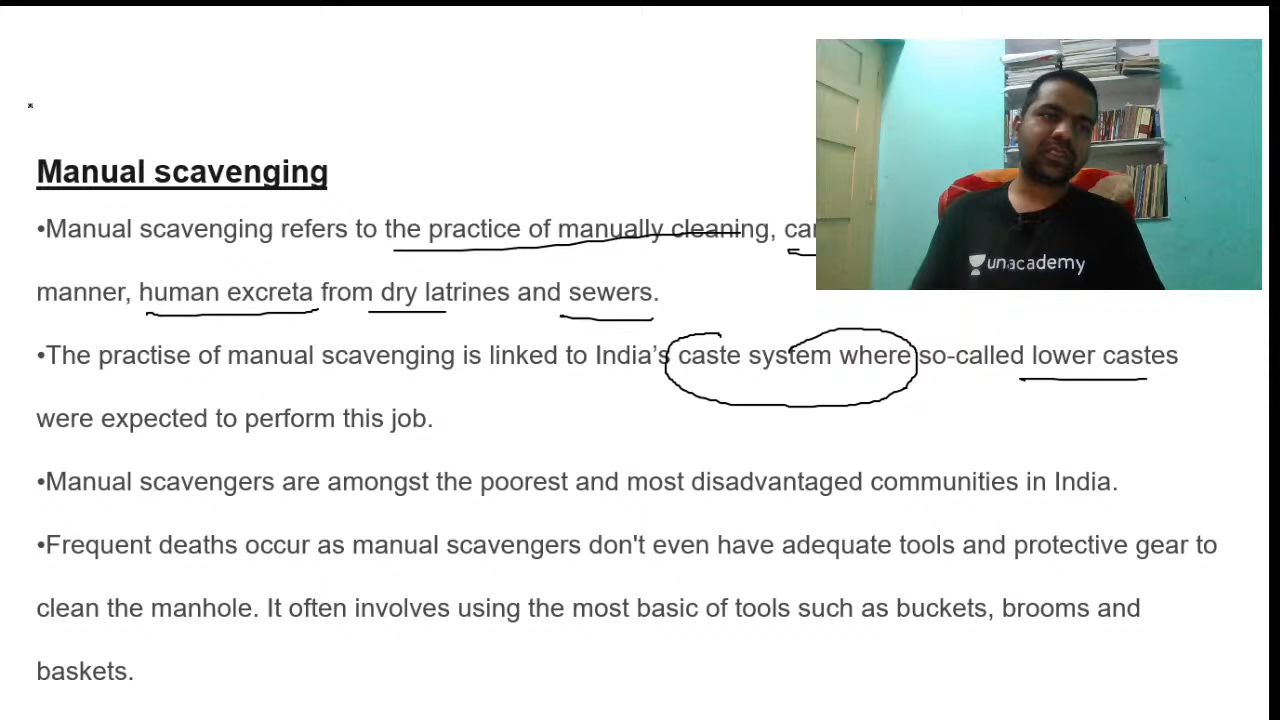 Manual scavenging
•Manual scavenging refers to the practice of manually cleaning,
manner, human excreta from dry latrines and sewers.
•The practise of manual scavenging is linked to India’s caste system where so-called lower castes
were expected to perform this job.
•Manual scavengers are amongst the poorest and most disadvantaged communities in India.
•Frequent deaths occur as manual scavengers don't even have adequate tools and protective gear to
clean the manhole. It often involves using the most basic of tools such as buckets, brooms and
baskets.
unacademy